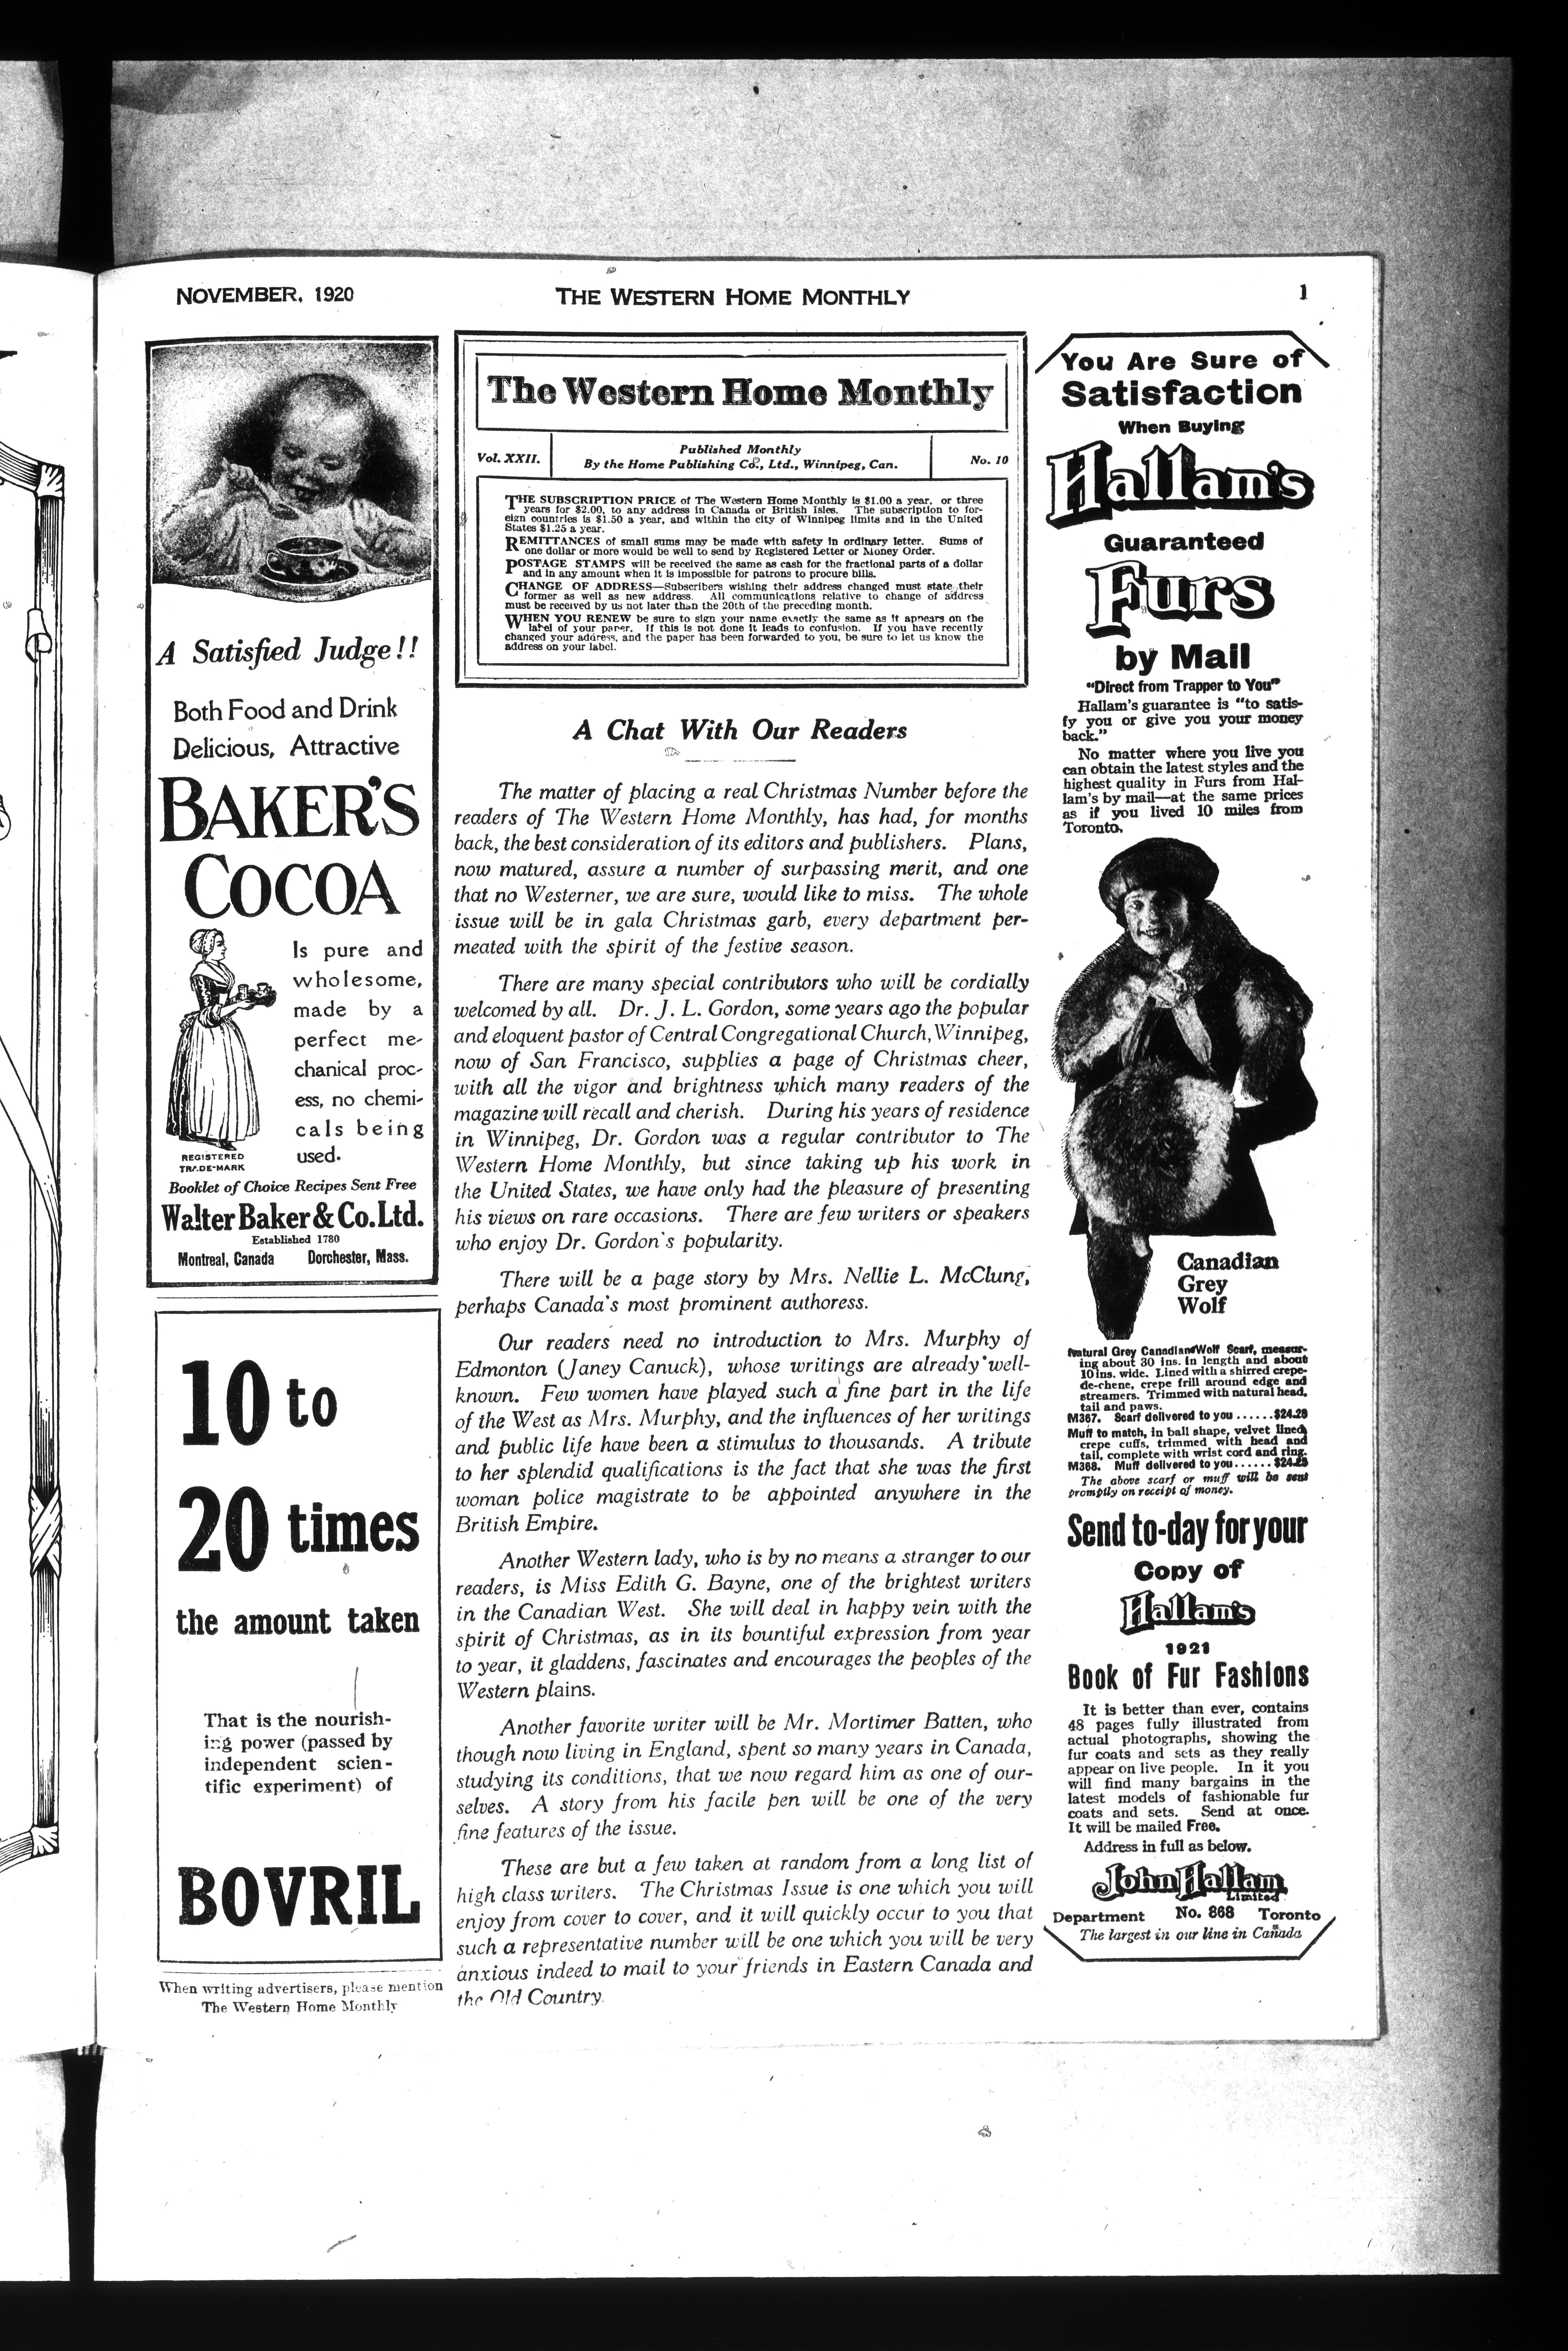 NOVEMBER, 1920
THE WESTERN HOME MONTHLY
1
A Satisfied Judge!!
Both Food and Drink
Delicious, Attractive
BAKER'S
COCOA
Is pure and
wholesome,
made by a
perfect me-
chanical proc-
ess, no chemi-
cals being
used.
REGISTERED
TRADE-MARK
Booklet of Choice Recipes Sent Free
Walter Baker & Co. Ltd.
Established 1780
Montreal, Canada Dorchester, Mass.
10 to
20 times
the amount taken
That is the nourish-
ing power (passed by
independent scien-
tific experiment) of
BOVRIL
When writing advertisers, please mention
The Western Home Monthly
The Western Home Monthly
Vol. XXII.
Published Monthly
By the Home Publishing Co., Ltd., Winnipeg, Can.
No. 10
THE SUBSCRIPTION PRICE of The Western Home Monthly is $1.00 a year, or three
years for $2.00, to any address in Canada or British Isles. The subscription to for-
eign countries is $1.50 a year, and within the city of Winnipeg limits and in the United
States $1.25 a year.
REMITTANCES of small sums may be made with safety in ordinary letter. Sums of
one dollar or more would be well to send by Registered Letter or Money Order.
POSTAGE STAMPS will be received the same as cash for the fractional parts of a dollar
and in any amount when it is impossible for patrons to procure bills.
CHANGE OF ADDRESS—Subscribers wishing their address changed must state their
former as well as new address. All communications relative to change of address
must be received by us not later than the 20th of the preceding month.
WHEN YOU RENEW be sure to sign your name exactly the same as it appears on the
label of your paper. If this is not done it leads to confusion. If you have recently
changed your address, and the paper has been forwarded to you, be sure to let us know the
address on your label.
A Chat With Our Readers
The matter of placing a real Christmas Number before the
readers of The Western Home Monthly, has had, for months
back, the best consideration of its editors and publishers. Plans,
now matured, assure a number of surpassing merit, and one
that no Westerner, we are sure, would like to miss. The whole
issue will be in gala Christmas garb, every department per-
meated with the spirit of the festive season.
There are many special contributors who will be cordially
welcomed by all. Dr. J. L. Gordon, some years ago the popular
and eloquent pastor of Central Congregational Church, Winnipeg,
now of San Francisco, supplies a page of Christmas cheer,
with all the vigor and brightness which many readers of the
magazine will recall and cherish. During his years of residence
in Winnipeg, Dr. Gordon was a regular contributor to The
Western Home Monthly, but since taking up his work in
the United States, we have only had the pleasure of presenting
his views on rare occasions. There are few writers or speakers
who enjoy Dr. Gordon's popularity.
There will be a page story by Mrs. Nellie L. McClung,
perhaps Canada's most prominent authoress.
Our readers need no introduction to Mrs. Murphy of
Edmonton (Janey Canuck), whose writings are already well-
known. Few women have played such a fine part in the life
of the West as Mrs. Murphy, and the influences of her writings
and public life have been a stimulus to thousands. A tribute
to her splendid qualifications is the fact that she was the first
woman police magistrate to be appointed anywhere in the
British Empire.
Another Western lady, who is by no means a stranger to our
readers, is Miss Edith G. Bayne, one of the brightest writers
in the Canadian West. She will deal in happy vein with the
spirit of Christmas, as in its bountiful expression from year
to year, it gladdens, fascinates and encourages the peoples of the
Western plains.
Another favorite writer will be Mr. Mortimer Batten, who
though now living in England, spent so many years in Canada,
studying its conditions, that we now regard him as one of our-
selves. A story from his facile pen will be one of the very
fine features of the issue.
These are but a few taken at random from a long list of
high class writers. The Christmas Issue is one which you will
enjoy from cover to cover, and it will quickly occur to you that
such a representative number will be one which you will be very
anxious indeed to mail to your friends in Eastern Canada and
the Old Country.
You Are Sure of
Satisfaction
When Buying
Hallam's
Guaranteed
Furs
by Mail
"Direct from Trapper to You"
Hallam's guarantee is "to satis-
fy you or give you your money
back."
No matter where you live you
can obtain the latest styles and the
highest quality in Furs from Hal-
lam's by mail—at the same prices
as if you lived 10 miles from
Toronto.
Canadian
Grey
Wolf
Natural Grey Canadian Wolf Scarf, measur-
ing about 30 ins. in length and about
10 ins. wide. Lined with a shirred crepe-
de-chene, crepe frill around edge and
streamers. Trimmed with natural head,
tail and paws.
M367. Scarf delivered to you ......$24.25
Muff to match, in ball shape, velvet lined,
crepe cuffs, trimmed with head and
tail, complete with wrist cord and ring.
M368. Muff delivered to you......$24.25
The above scarf or muff will be sent
promptly on receipt of money.
Send to-day for your
Copy of
Hallam's
1921
Book of Fur Fashions
It is better than ever, contains
48 pages fully illustrated from
actual photographs, showing the
fur coats and sets as they really
appear on live people. In it you
will find many bargains in the
latest models of fashionable fur
coats and sets. Send at once.
It will be mailed Free.
Address in full as below.
John Hallam
Limited
Department No. 868 Toronto
The largest in our line in Canada